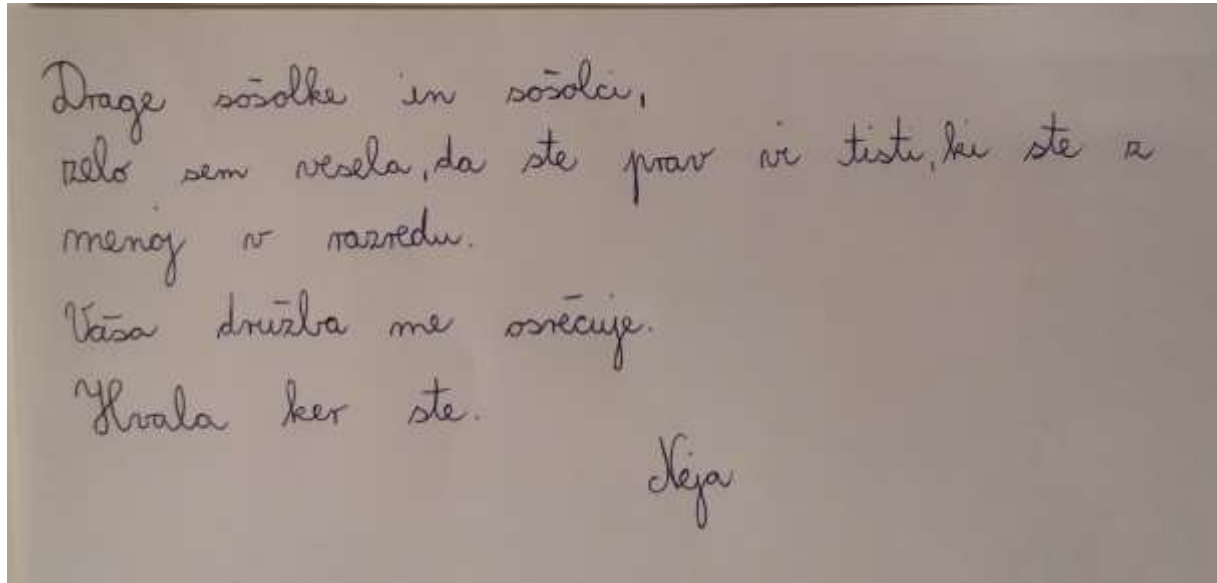 Drage sošolke in sošolci,
zelo sem vesela, da ste prav vi tisti, ki ste z
menoj v razredu.
Vaša družba me osrečuje.
Hvala ker ste.
Neja